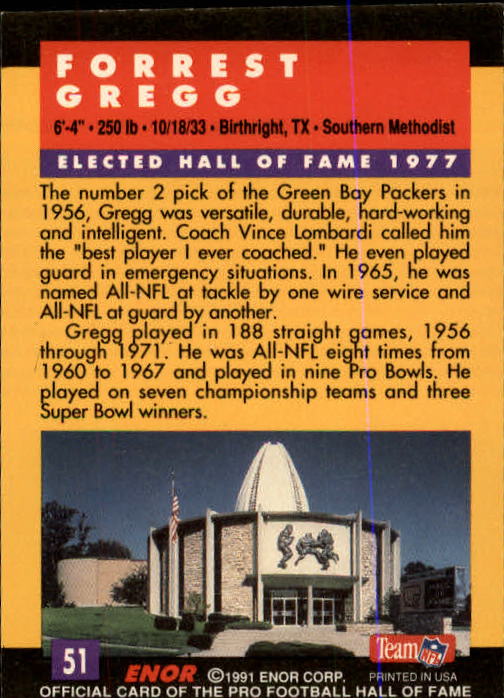 FORREST
GREGG
6'-4" • 250 lb • 10/18/33 • Birthright, TX • Southern Methodist
ELECTED HALL OF FAME 1977
The number 2 pick of the Green Bay Packers in
1956, Gregg was versatile, durable, hard-working
and intelligent. Coach Vince Lombardi called him
the "best player I ever coached." He even played
guard in emergency situations. In 1965, he was
named All-NFL at tackle by one wire service and
All-NFL at guard by another.
Gregg played in 188 straight games, 1956
through 1971. He was All-NFL eight times from
1960 to 1967 and played in nine Pro Bowls. He
played on seven championship teams and three
Super Bowl winners.
51
ENOR ©1991 ENOR CORP.
Team NFL
PRINTED IN USA
OFFICIAL CARD OF THE PRO FOOTBALL HALL OF FAME